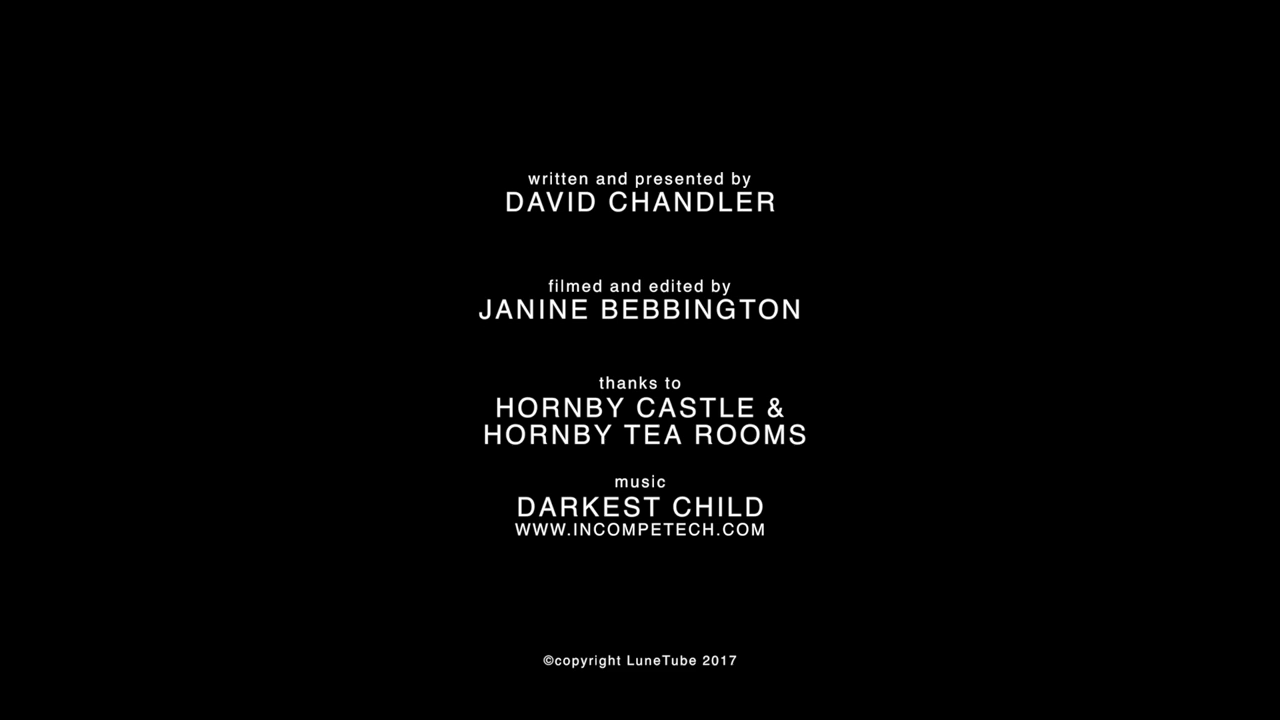 written and presented by
DAVID CHANDLER
filmed and edited by
JANINE BEBBINGTON
thanks to
HORNBY CASTLE &
HORNBY TEA ROOMS
music
DARKEST CHILD
WWW.INCOMPETECH.COM
©copyright LuneTube 2017